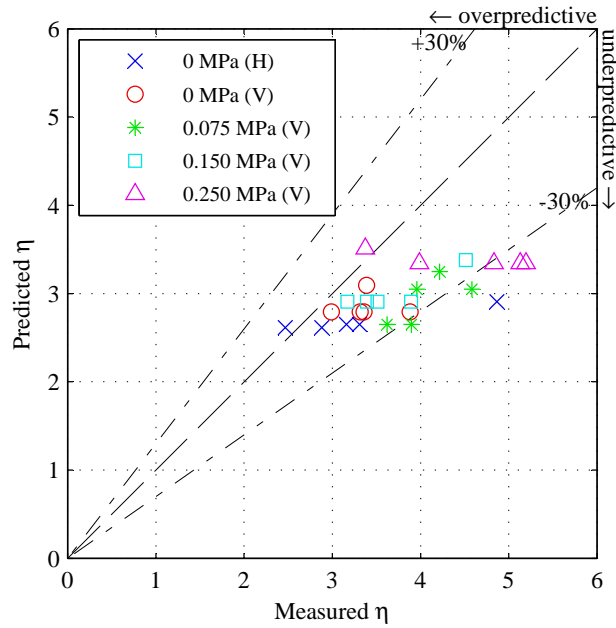 ← overpredictive
+30%
underpredictive →
-30%
0 MPa (H)
0 MPa (V)
0.075 MPa (V)
0.150 MPa (V)
0.250 MPa (V)
6
5
4
3
2
1
0
Predicted η
0 1 2 3 4 5 6
Measured η